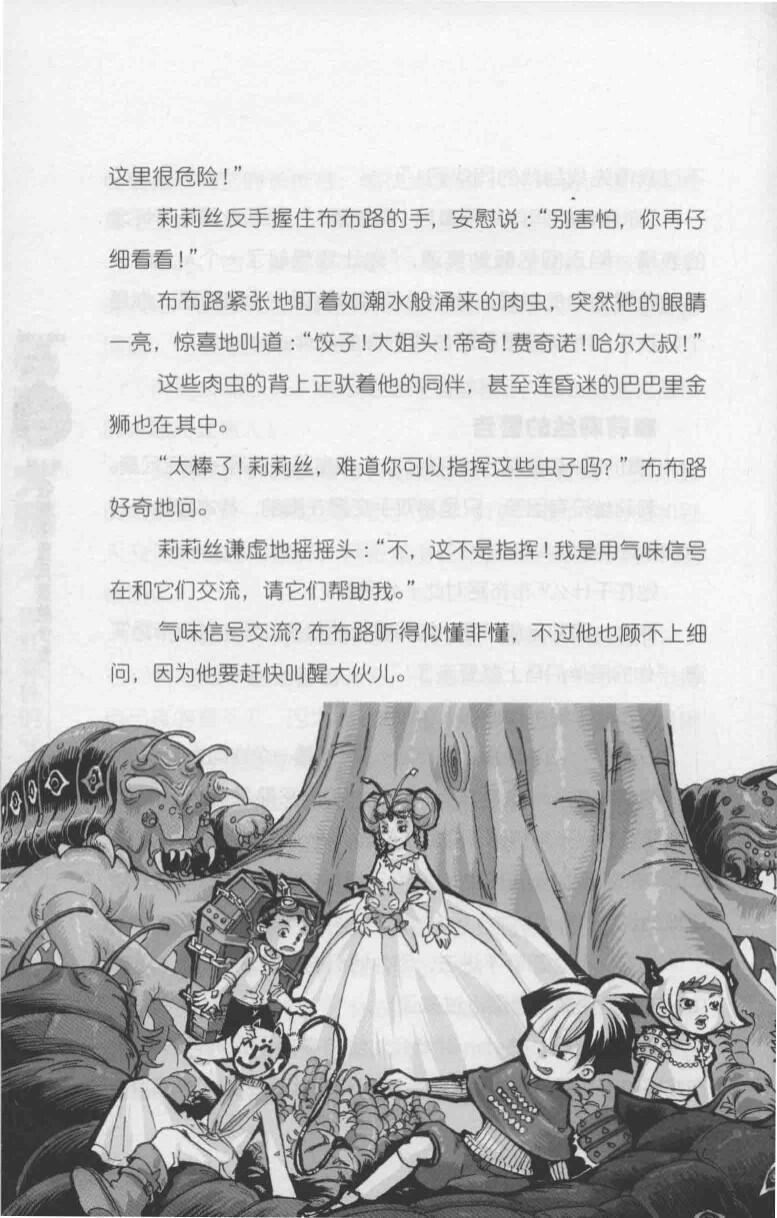 这里很危险！”
莉莉丝反手握住布布路的手，安慰说：“别害怕，你再仔
细看看！”
布布路紧张地盯着如潮水般涌来的肉虫，突然他的眼睛
一亮，惊喜地叫道：“饺子！大姐头！帝奇！费奇诺！哈尔大叔！”
这些肉虫的背上正驮着他的同伴，甚至连昏迷的巴巴里金
狮也在其中。
“太棒了！莉莉丝，难道你可以指挥这些虫子吗？”布布路
好奇地问。
莉莉丝谦虚地摇摇头：“不，这不是指挥！我是用气味信号
在和它们交流，请它们帮助我。”
气味信号交流？布布路听得似懂非懂，不过他也顾不上细
问，因为他要赶快叫醒大伙儿。